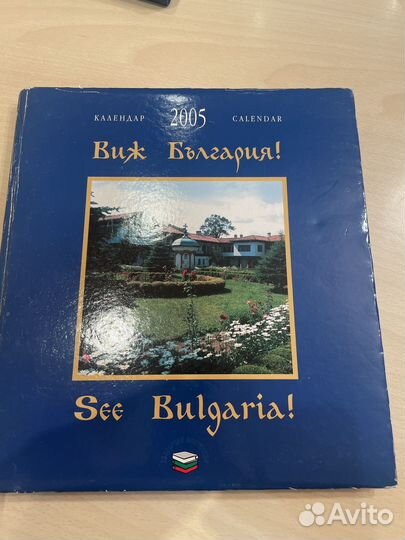 КАЛЕНДАР 2005 CALENDAR
Виж България!
See Bulgaria!
Avito